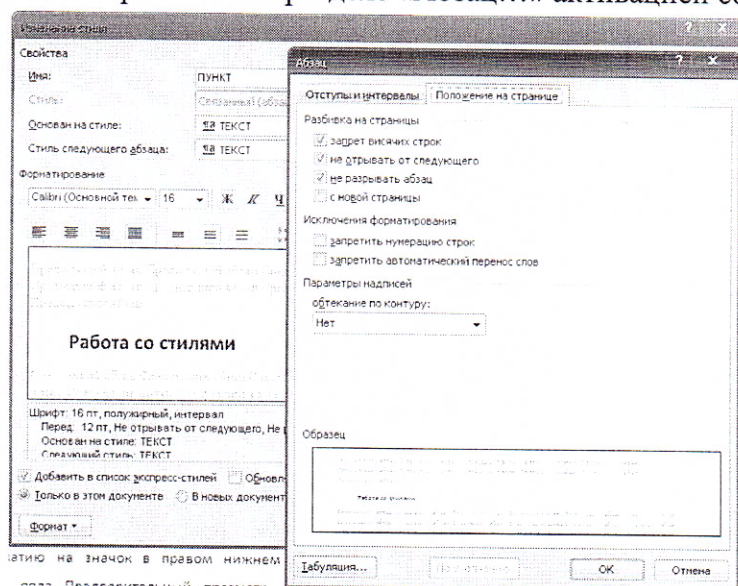 Изменение стиля
Свойства
Имя: ПУНКТ
Стиль: Связанный (абза
Основан на стиле: ¶a ТЕКСТ
Стиль следующего абзаца: ¶a ТЕКСТ
Форматирование
Calibri (Основной тек 16 Ж К Ч
Работа со стилями
Шрифт: 16 пт, полужирный, интервал
Перед: 12 пт, Не отрывать от следующего, Не
Основан на стиле: ТЕКСТ
Следующий стиль: ТЕКСТ
Добавить в список экспресс-стилей Обновл
Только в этом документе В новых документ
Формат
Абзац
Отступы и интервалы Положение на странице
Разбивка на страницы
запрет висячих строк
не отрывать от следующего
не разрывать абзац
с новой страницы
Исключения форматирования
запретить нумерацию строк
запретить автоматический перенос слов
Параметры надписей
обтекание по контуру:
Нет
Образец
Работа со стилями
Табуляция... ОК Отмена
атию на значок в правом нижнем